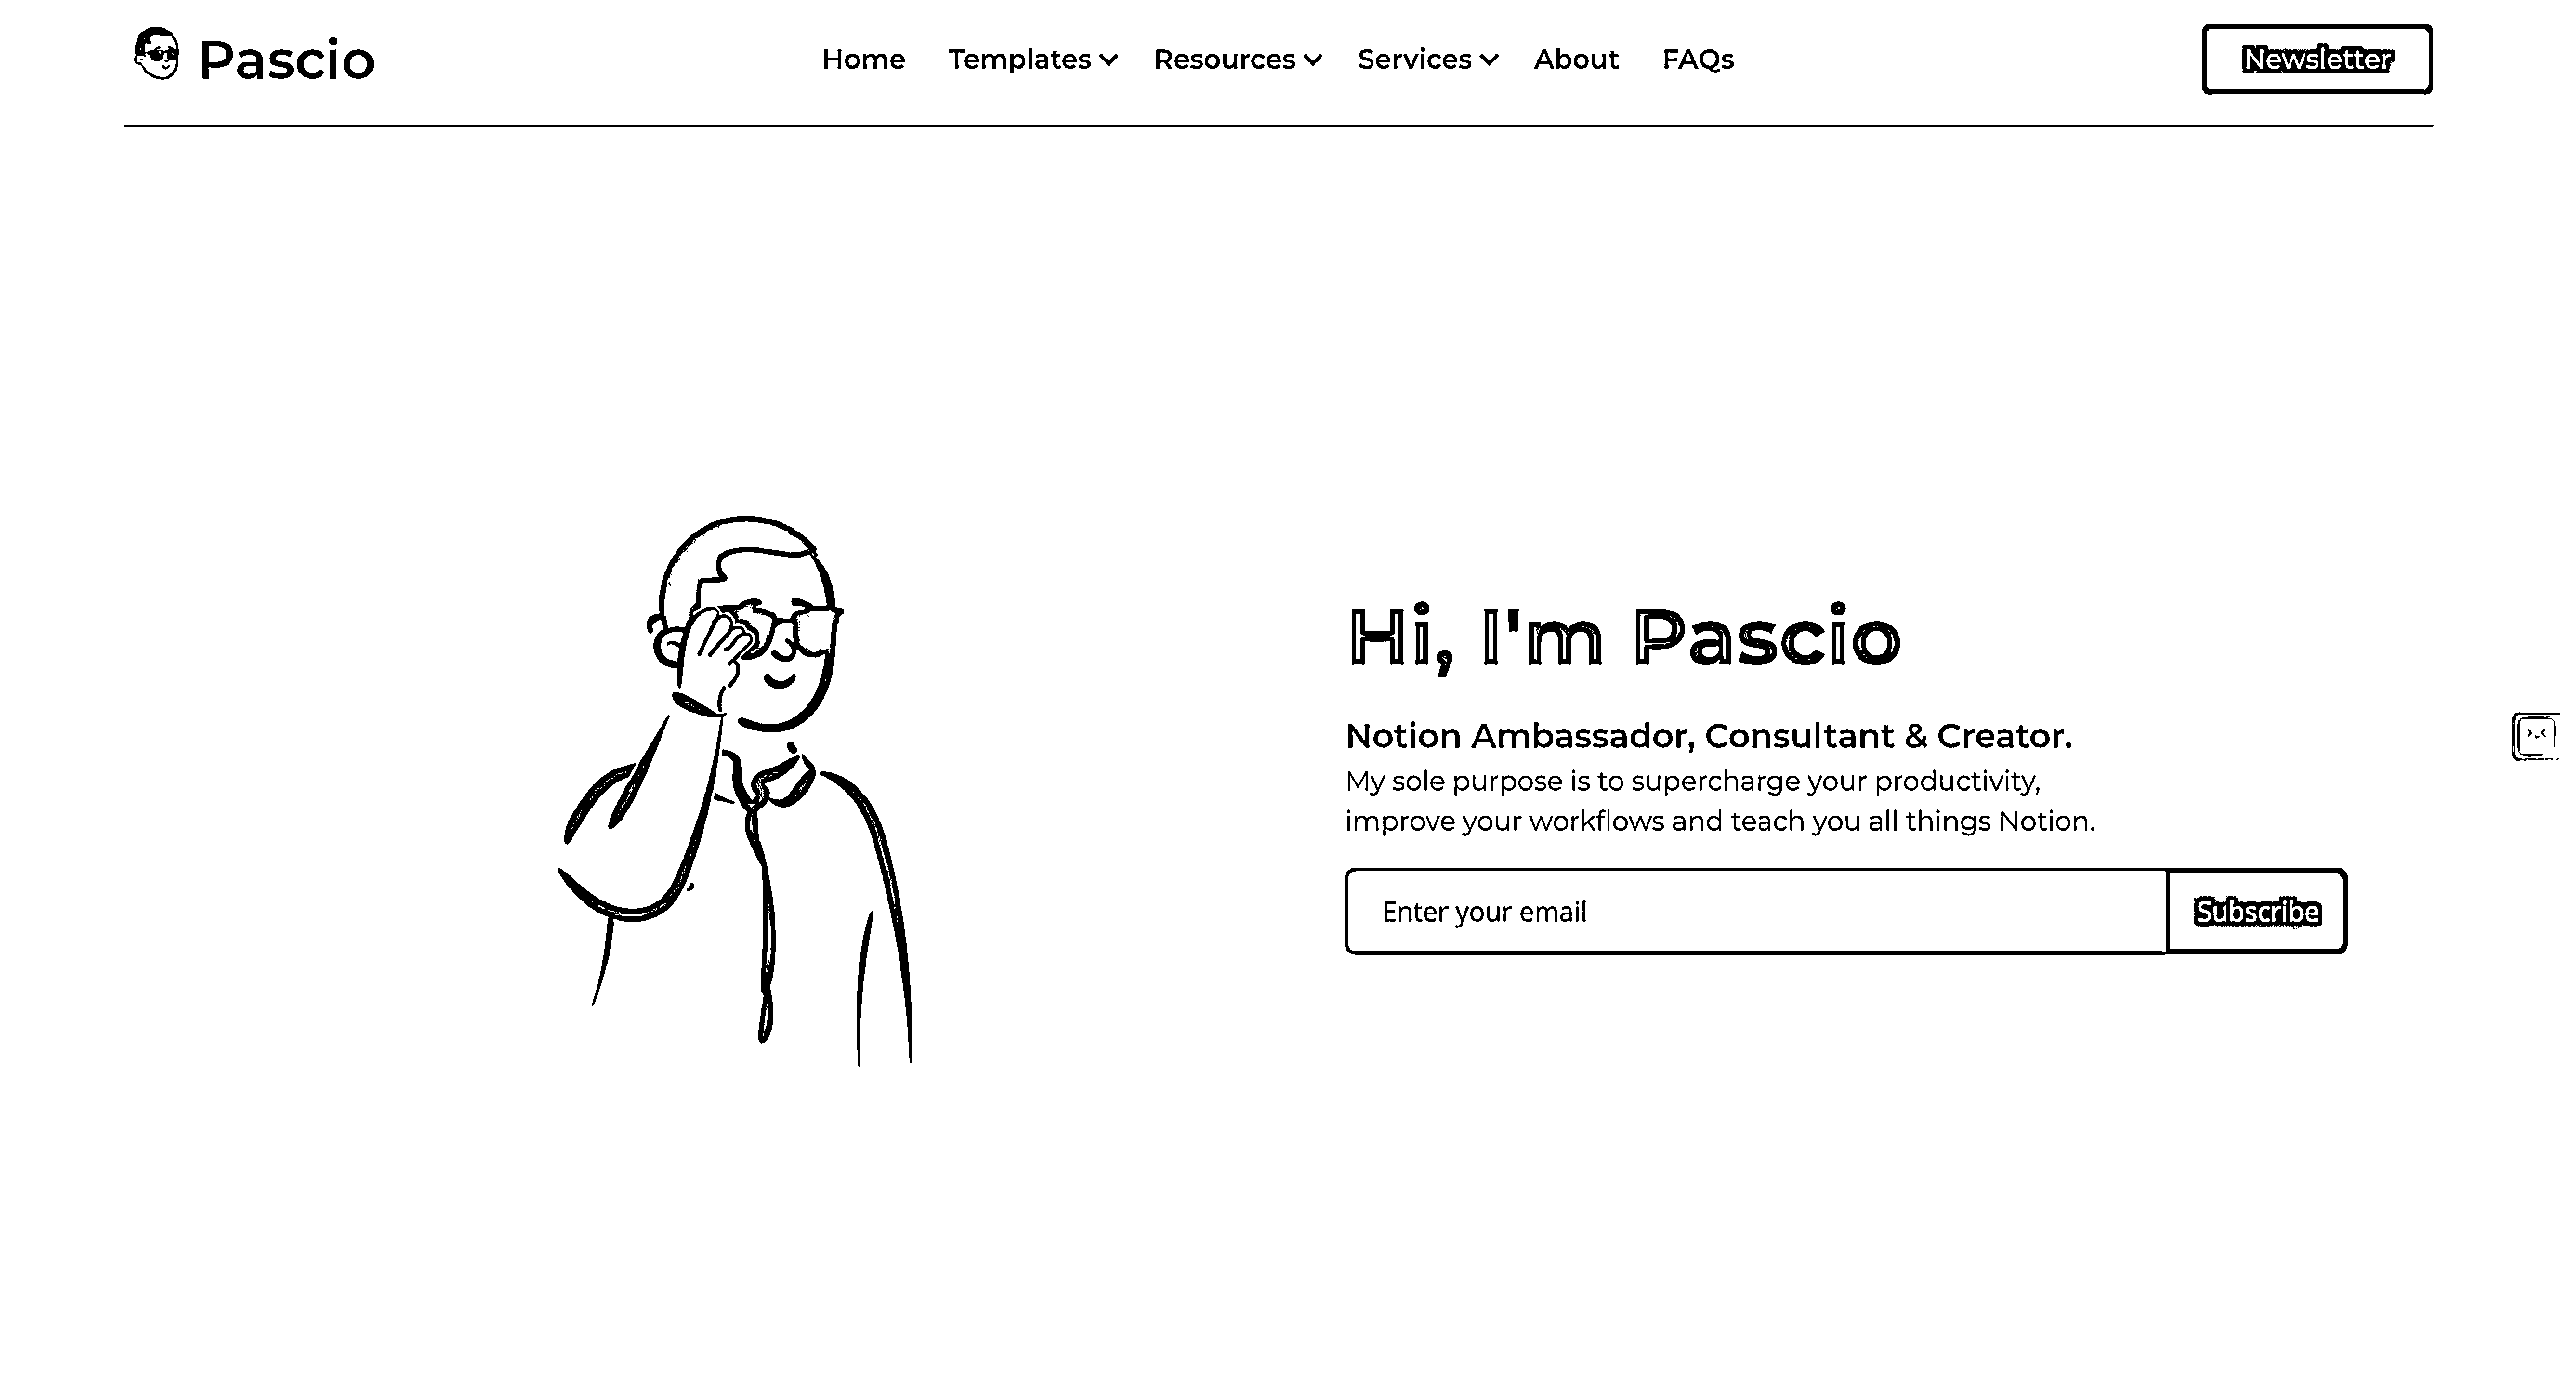 Pascio
Home Templates Resources Services About FAQs
Newsletter
Hi, I'm Pascio
Notion Ambassador, Consultant & Creator.
My sole purpose is to supercharge your productivity,
improve your workflows and teach you all things Notion.
Enter your email
Subscribe